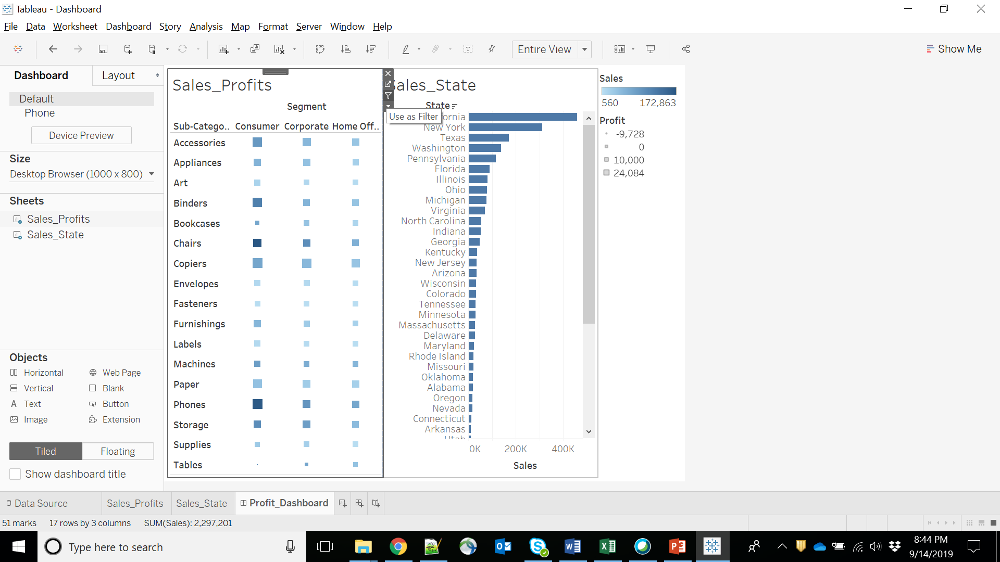 Tableau - Dashboard
File Data Worksheet Dashboard Story Analysis Map Format Server Window Help
Entire View
Show Me
Dashboard
Layout
Default
Phone
Device Preview
Size
Desktop Browser (1000 x 800)
Sheets
Sales_Profits
Sales_State
Objects
Horizontal Web Page
Vertical Blank
A Text Button
Image Extension
Tiled Floating
Show dashboard title
Sales_Profits
Segment
Sub-Catego.. Consumer Corporate Home Off..
Accessories
Appliances
Art
Binders
Bookcases
Chairs
Copiers
Envelopes
Fasteners
Furnishings
Labels
Machines
Paper
Phones
Storage
Supplies
Tables
Use as Filter
ales_State
State
ornia
New York
Texas
Washington
Pennsylvania
Florida
Illinois
Ohio
Michigan
Virginia
North Carolina
Indiana
Georgia
Kentucky
New Jersey
Arizona
Wisconsin
Colorado
Tennessee
Minnesota
Massachusetts
Delaware
Maryland
Rhode Island
Missouri
Oklahoma
Alabama
Oregon
Nevada
Connecticut
Arkansas
Utah
0K 200K 400K
Sales
Sales
560 172,863
Profit
-9,728
0
10,000
24,084
Data Source Sales_Profits Sales_State Profit_Dashboard
51 marks 17 rows by 3 columns SUM(Sales): 2,297,201
Type here to search
8:44 PM
9/14/2019